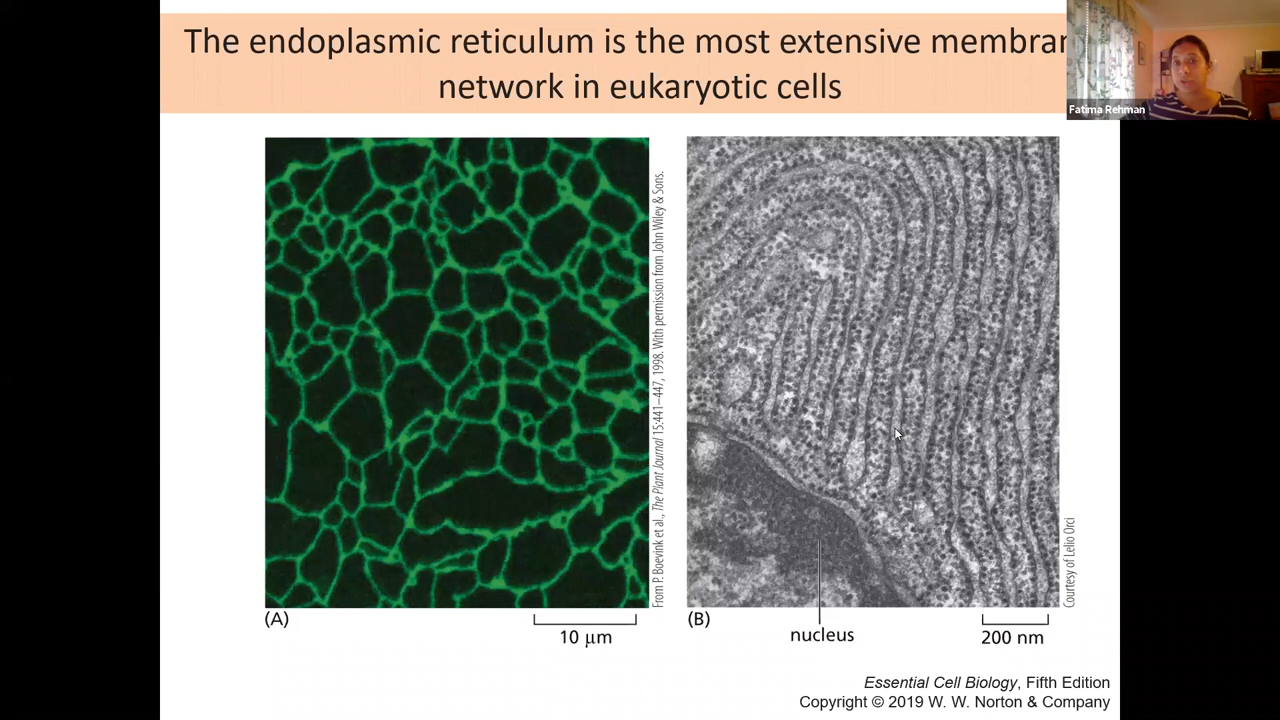 The endoplasmic reticulum is the most extensive membran
network in eukaryotic cells
Fatima Rehman
From P. Boevink et al., The Plant Journal 15:441–447, 1998. With permission from John Wiley & Sons.
Courtesy of Lelio Orci
(A)
10 μm
(B)
nucleus
200 nm
Essential Cell Biology, Fifth Edition
Copyright © 2019 W. W. Norton & Company